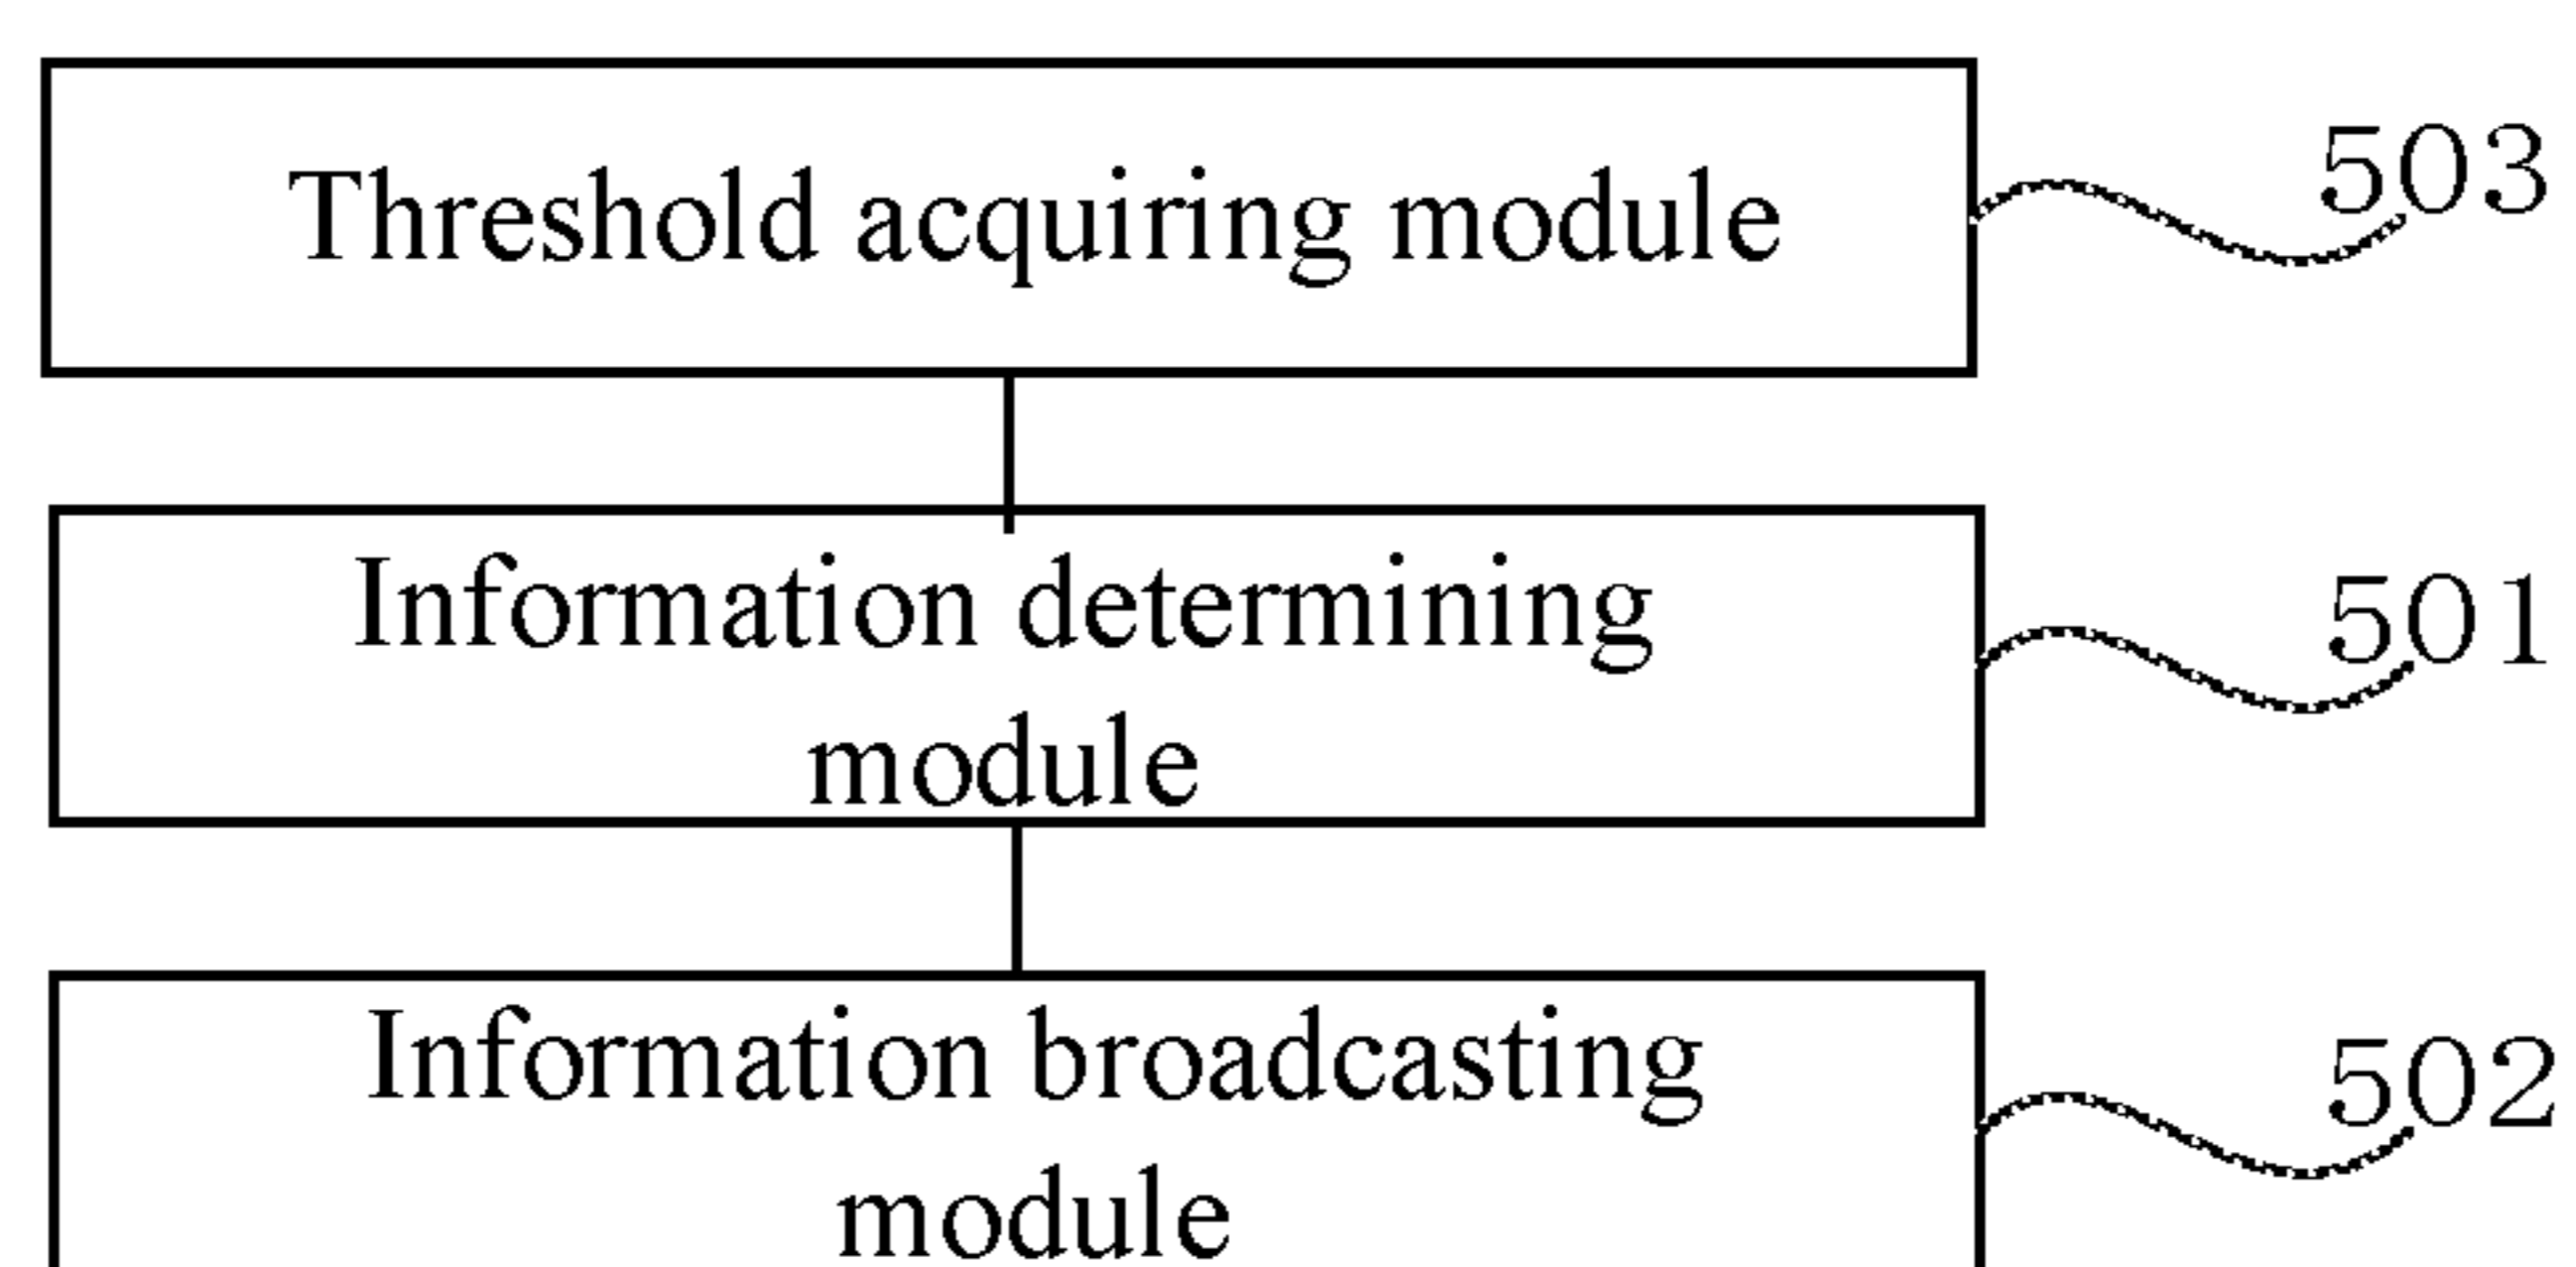 Threshold acquiring module
503
Information determining
module
501
Information broadcasting
module
502